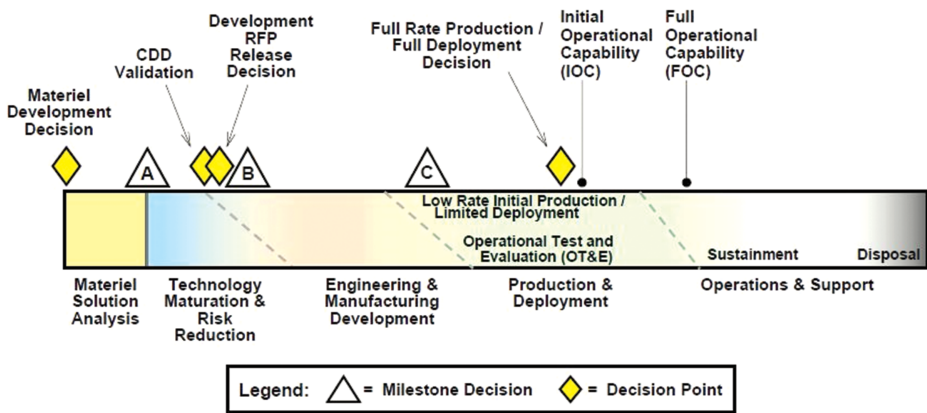 Materiel
Development
Decision
CDD
Validation
Development
RFP
Release
Decision
Full Rate Production /
Full Deployment
Decision
Initial
Operational
Capability
(IOC)
Full
Operational
Capability
(FOC)
A
B
C
Low Rate Initial Production /
Limited Deployment
Operational Test and
Evaluation (OT&E)
Sustainment
Disposal
Materiel
Solution
Analysis
Technology
Maturation &
Risk
Reduction
Engineering &
Manufacturing
Development
Production &
Deployment
Operations & Support
Legend: = Milestone Decision = Decision Point